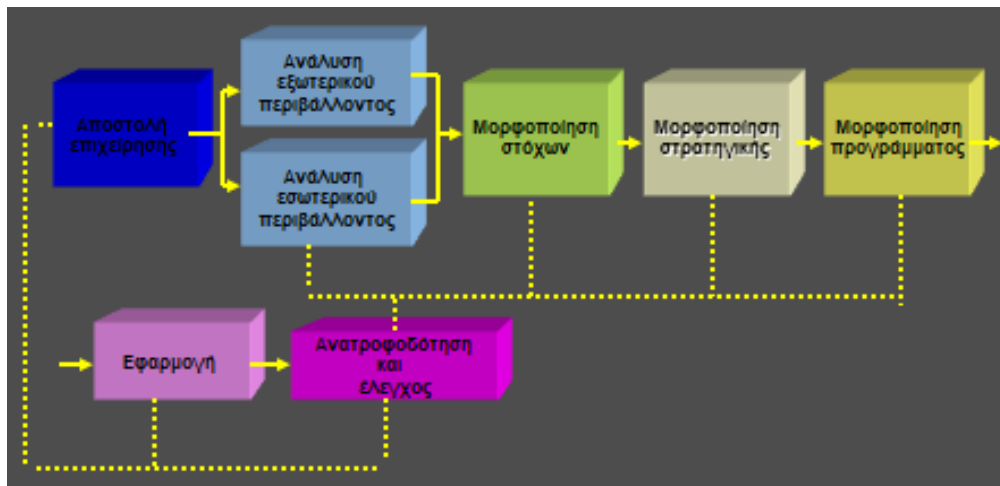 Αποστολή
επιχείρησης
Ανάλυση
εξωτερικού
περιβάλλοντος
Ανάλυση
εσωτερικού
περιβάλλοντος
Μορφοποίηση
στόχων
Μορφοποίηση
στρατηγικής
Μορφοποίηση
προγράμματος
Εφαρμογή
Ανατροφοδότηση
και
έλεγχος